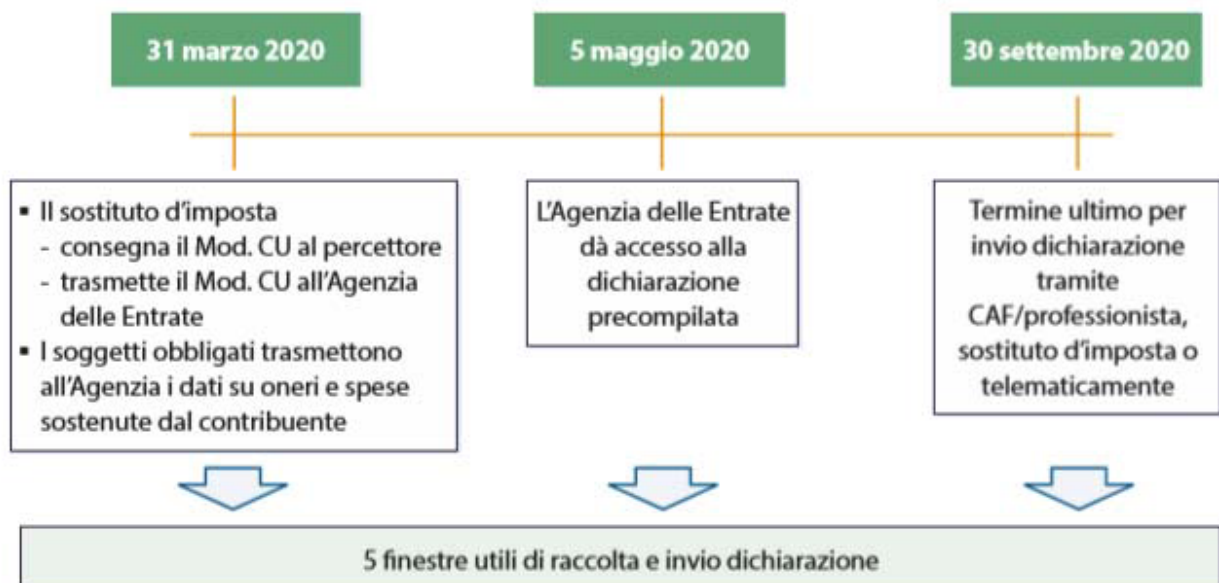 31 marzo 2020
5 maggio 2020
30 settembre 2020
▪ Il sostituto d'imposta
- consegna il Mod. CU al percettore
- trasmette il Mod. CU all'Agenzia
delle Entrate
▪ I soggetti obbligati trasmettono
all'Agenzia i dati su oneri e spese
sostenute dal contribuente
L'Agenzia delle Entrate
dà accesso alla
dichiarazione
precompilata
Termine ultimo per
invio dichiarazione
tramite
CAF/professionista,
sostituto d'imposta o
telematicamente
5 finestre utili di raccolta e invio dichiarazione